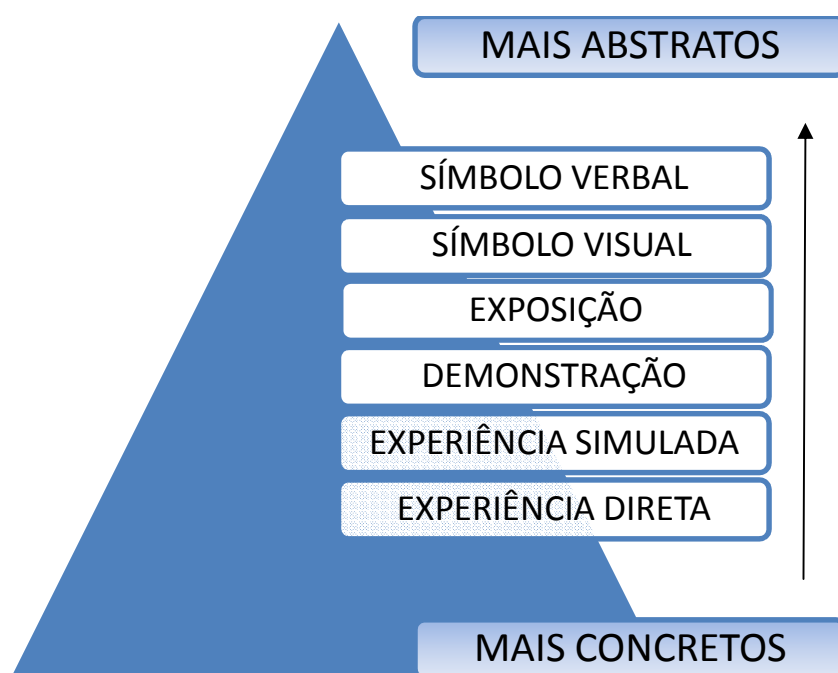 MAIS ABSTRATOS
SÍMBOLO VERBAL
SÍMBOLO VISUAL
EXPOSIÇÃO
DEMONSTRAÇÃO
EXPERIÊNCIA SIMULADA
EXPERIÊNCIA DIRETA
MAIS CONCRETOS